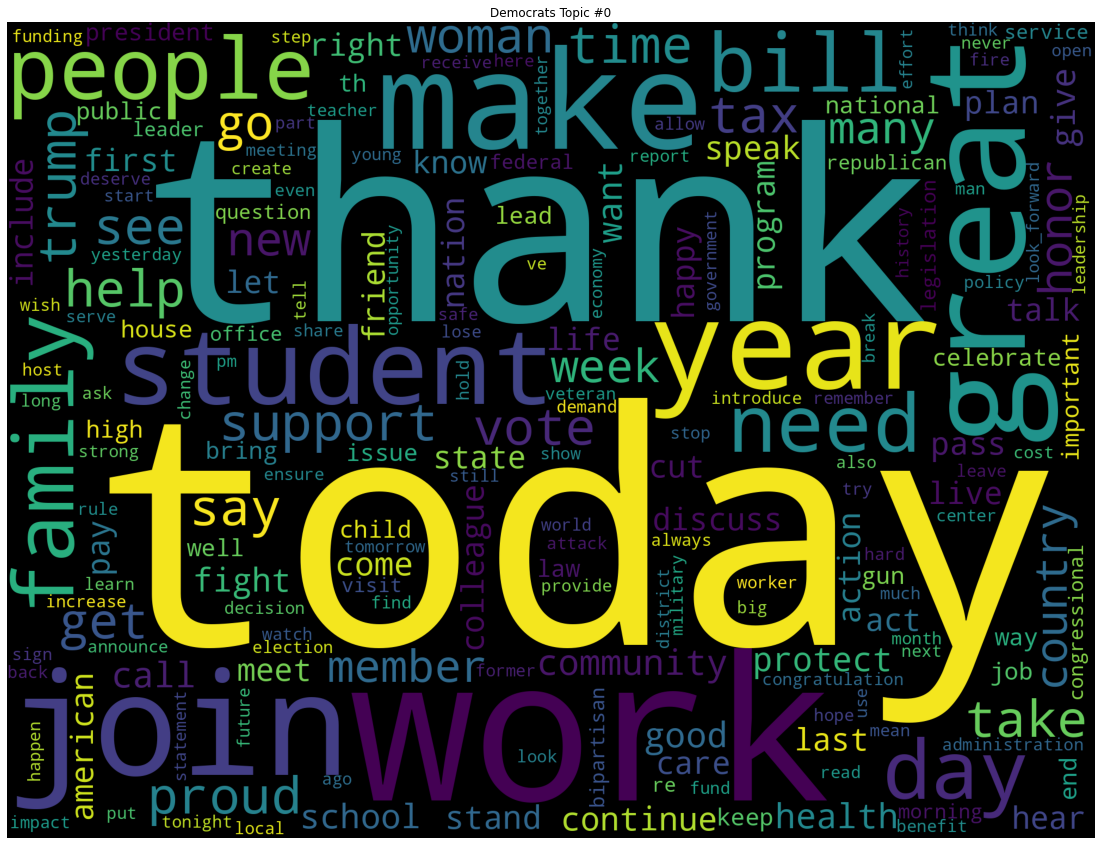 Democrats Topic #0
funding
president
step
right
woman
time
bill
think
service
never
open
people
receive
here
make
effort
fire
great
th
together
teacher
public
leader
go
part
allow
tax
national
many
plan
give
trump
first
meeting
young
know
federal
speak
republican
include
deserve
create
even
report
program
man
honor
start
thank
question
lead
want
legislation
history
look_forward
leadership
see
new
nation
yesterday
friend
opportunity
ve
economy
happy
government
policy
help
let
tell
safe
wish
serve
house
office
share
lose
life
talk
family
pm
student
year
break
celebrate
host
change
hold
week
veteran
important
long
ask
demand
introduce
remember
high
support
vote
need
stop
pass
cost
strong
bring
issue
state
show
cut
also
leave
ensure
still
live
today
say
try
rule
child
world
discuss
center
pay
well
tomorrow
attack
always
action
hard
country
colleague
come
law
learn
fight
visit
provide
worker
gun
much
congressional
increase
decision
find
big
district
military
act
get
watch
month
way
announce
election
next
sign
meet
member
former
community
protect
job
back
call
congratulation
join
work
use
take
american
statement
future
bipartisan
hope
mean
happen
good
last
look
care
administration
ago
read
end
day
proud
re
fund
put
impact
tonight
local
school
stand
continue
keep
health
morning
benefit
hear